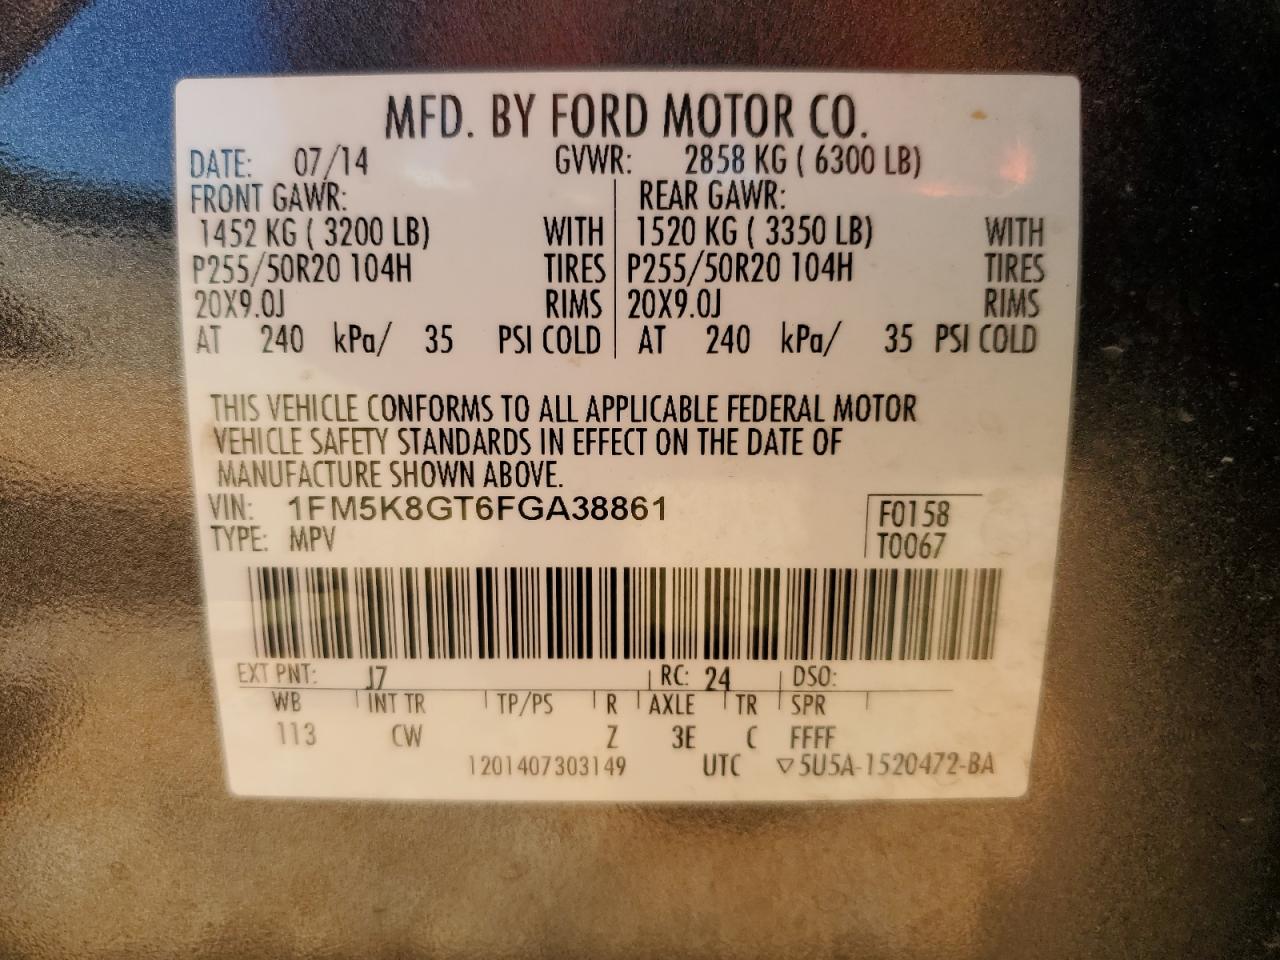 MFD. BY FORD MOTOR CO.
DATE: 07/14 GVWR: 2858 KG ( 6300 LB)
FRONT GAWR: REAR GAWR:
1452 KG ( 3200 LB) WITH 1520 KG ( 3350 LB) WITH
P255/50R20 104H TIRES P255/50R20 104H TIRES
20X9.0J RIMS 20X9.0J RIMS
AT 240 kPa/ 35 PSI COLD AT 240 kPa/ 35 PSI COLD
THIS VEHICLE CONFORMS TO ALL APPLICABLE FEDERAL MOTOR
VEHICLE SAFETY STANDARDS IN EFFECT ON THE DATE OF
MANUFACTURE SHOWN ABOVE.
VIN: 1FM5K8GT6FGA38861 F0158
TYPE: MPV T0067
EXT PNT: J7 RC: 24 DSO:
WB INT TR TP/PS R AXLE TR SPR
113 CW Z 3E C FFFF
1201407303149 UTC ▽5U5A-1520472-BA